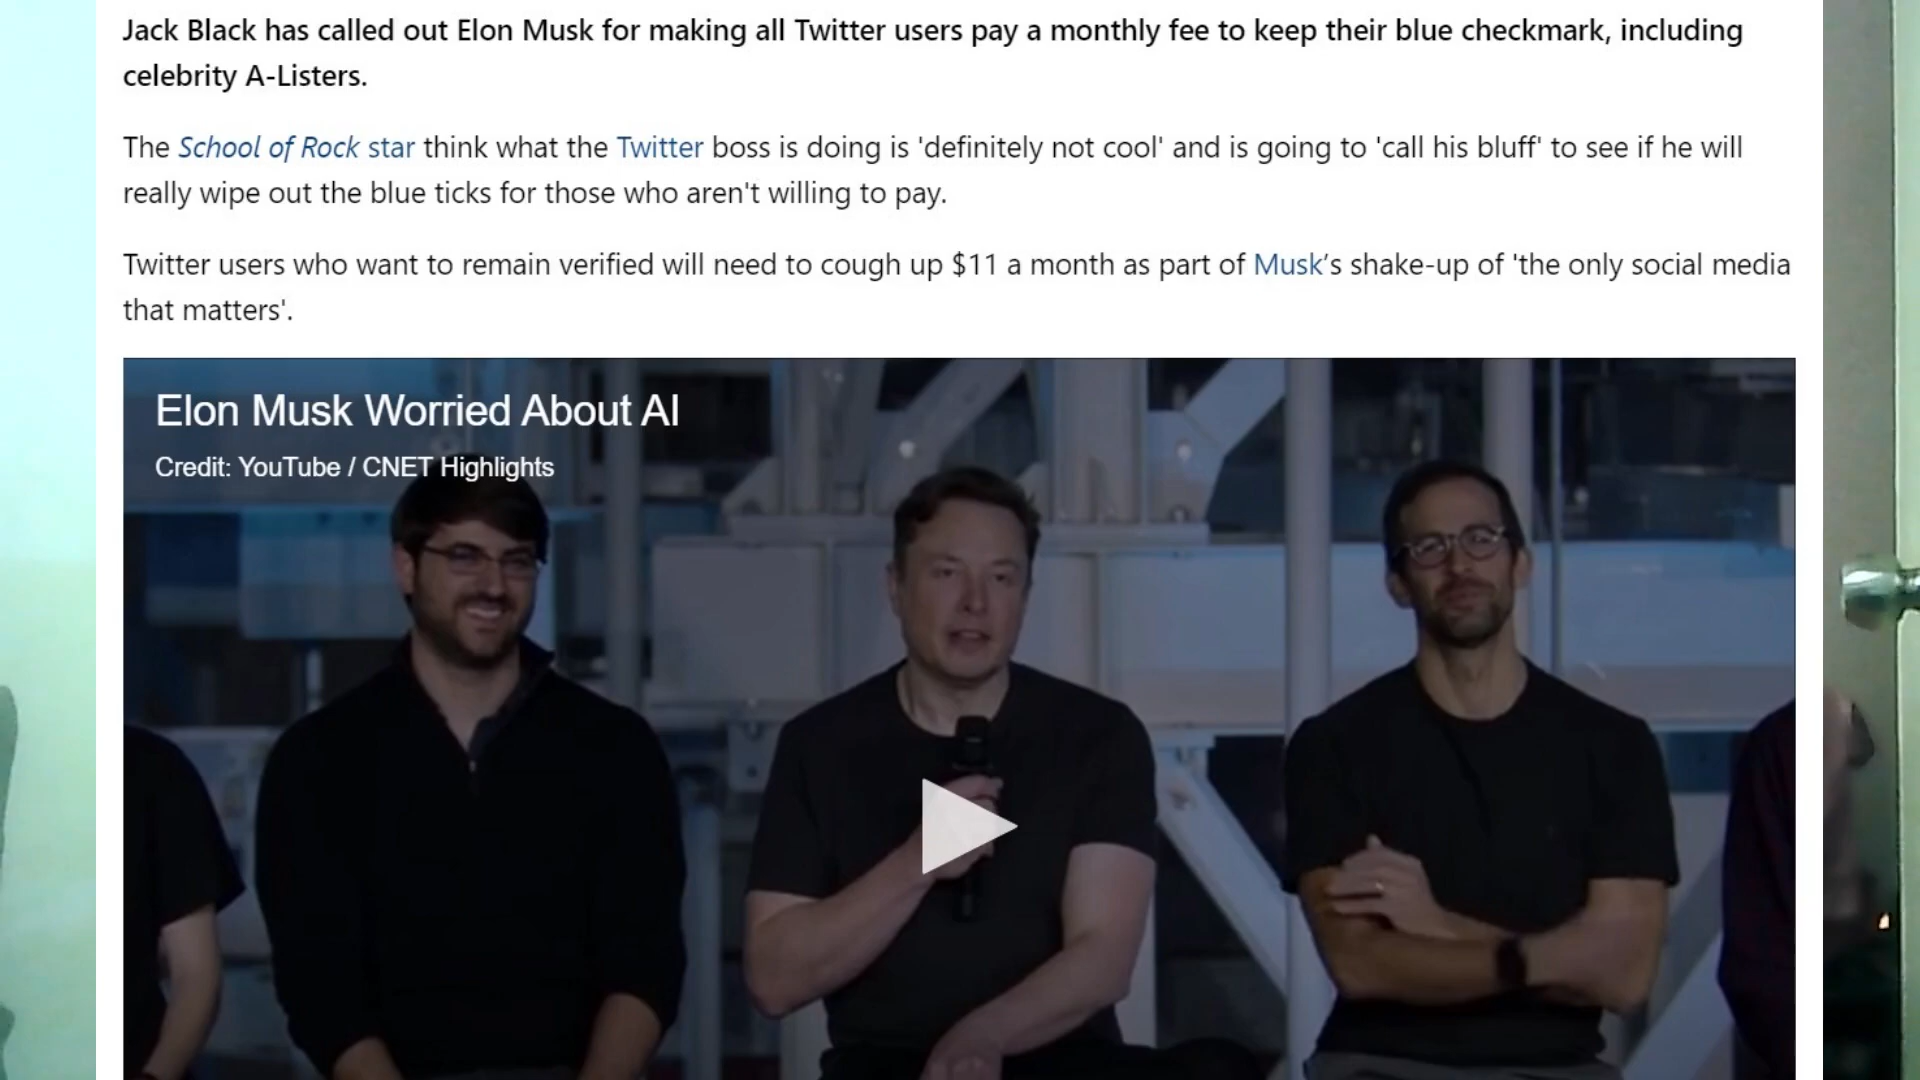 Jack Black has called out Elon Musk for making all Twitter users pay a monthly fee to keep their blue checkmark, including
celebrity A-Listers.
The School of Rock star think what the Twitter boss is doing is 'definitely not cool' and is going to 'call his bluff' to see if he will
really wipe out the blue ticks for those who aren't willing to pay.
Twitter users who want to remain verified will need to cough up $11 a month as part of Musk’s shake-up of 'the only social media
that matters'.
Elon Musk Worried About AI
Credit: YouTube / CNET Highlights